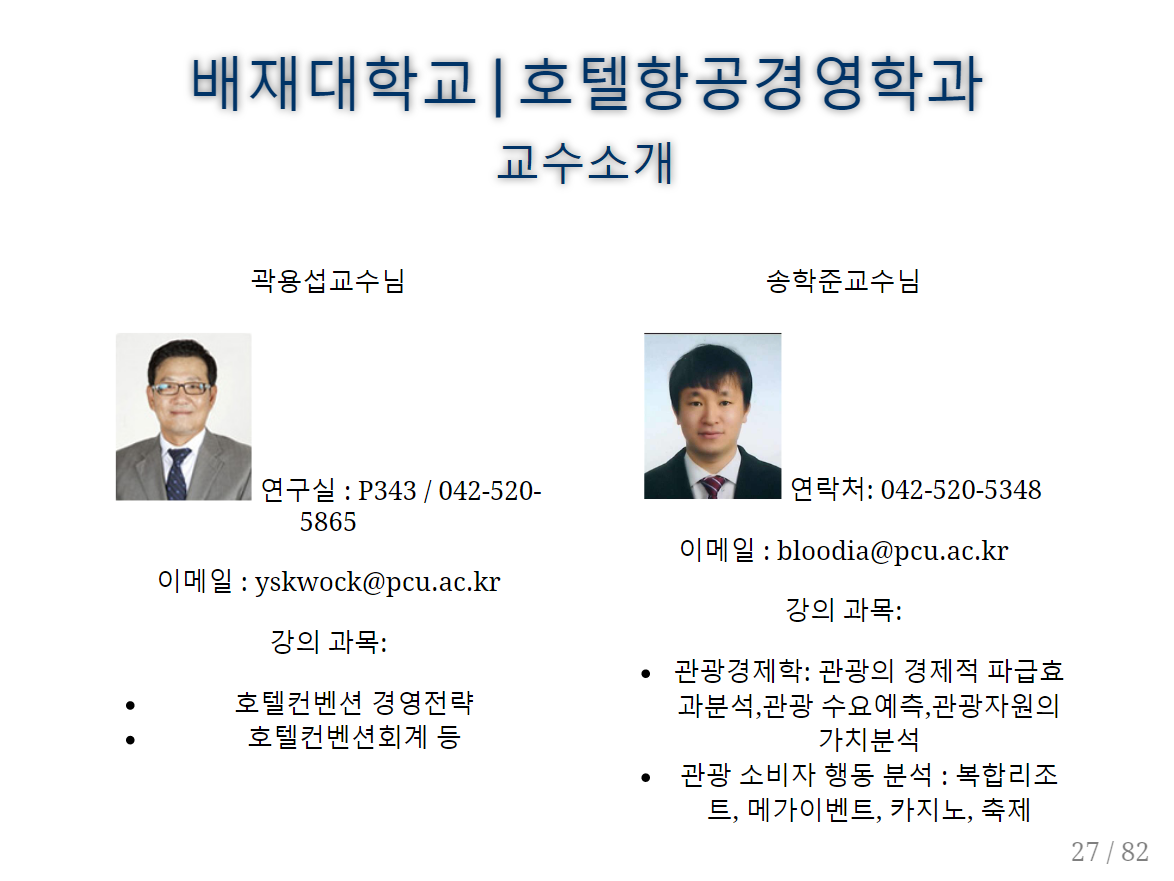 배재대학교|호텔항공경영학과
교수소개
곽용섭교수님
연구실 : P343 / 042-520-
5865
이메일 : yskwock@pcu.ac.kr
강의 과목:
• 호텔컨벤션 경영전략
• 호텔컨벤션회계 등
송학준교수님
연락처: 042-520-5348
이메일 : bloodia@pcu.ac.kr
강의 과목:
• 관광경제학: 관광의 경제적 파급효
과분석,관광 수요예측,관광자원의
가치분석
• 관광 소비자 행동 분석 : 복합리조
트, 메가이벤트, 카지노, 축제
27 / 82